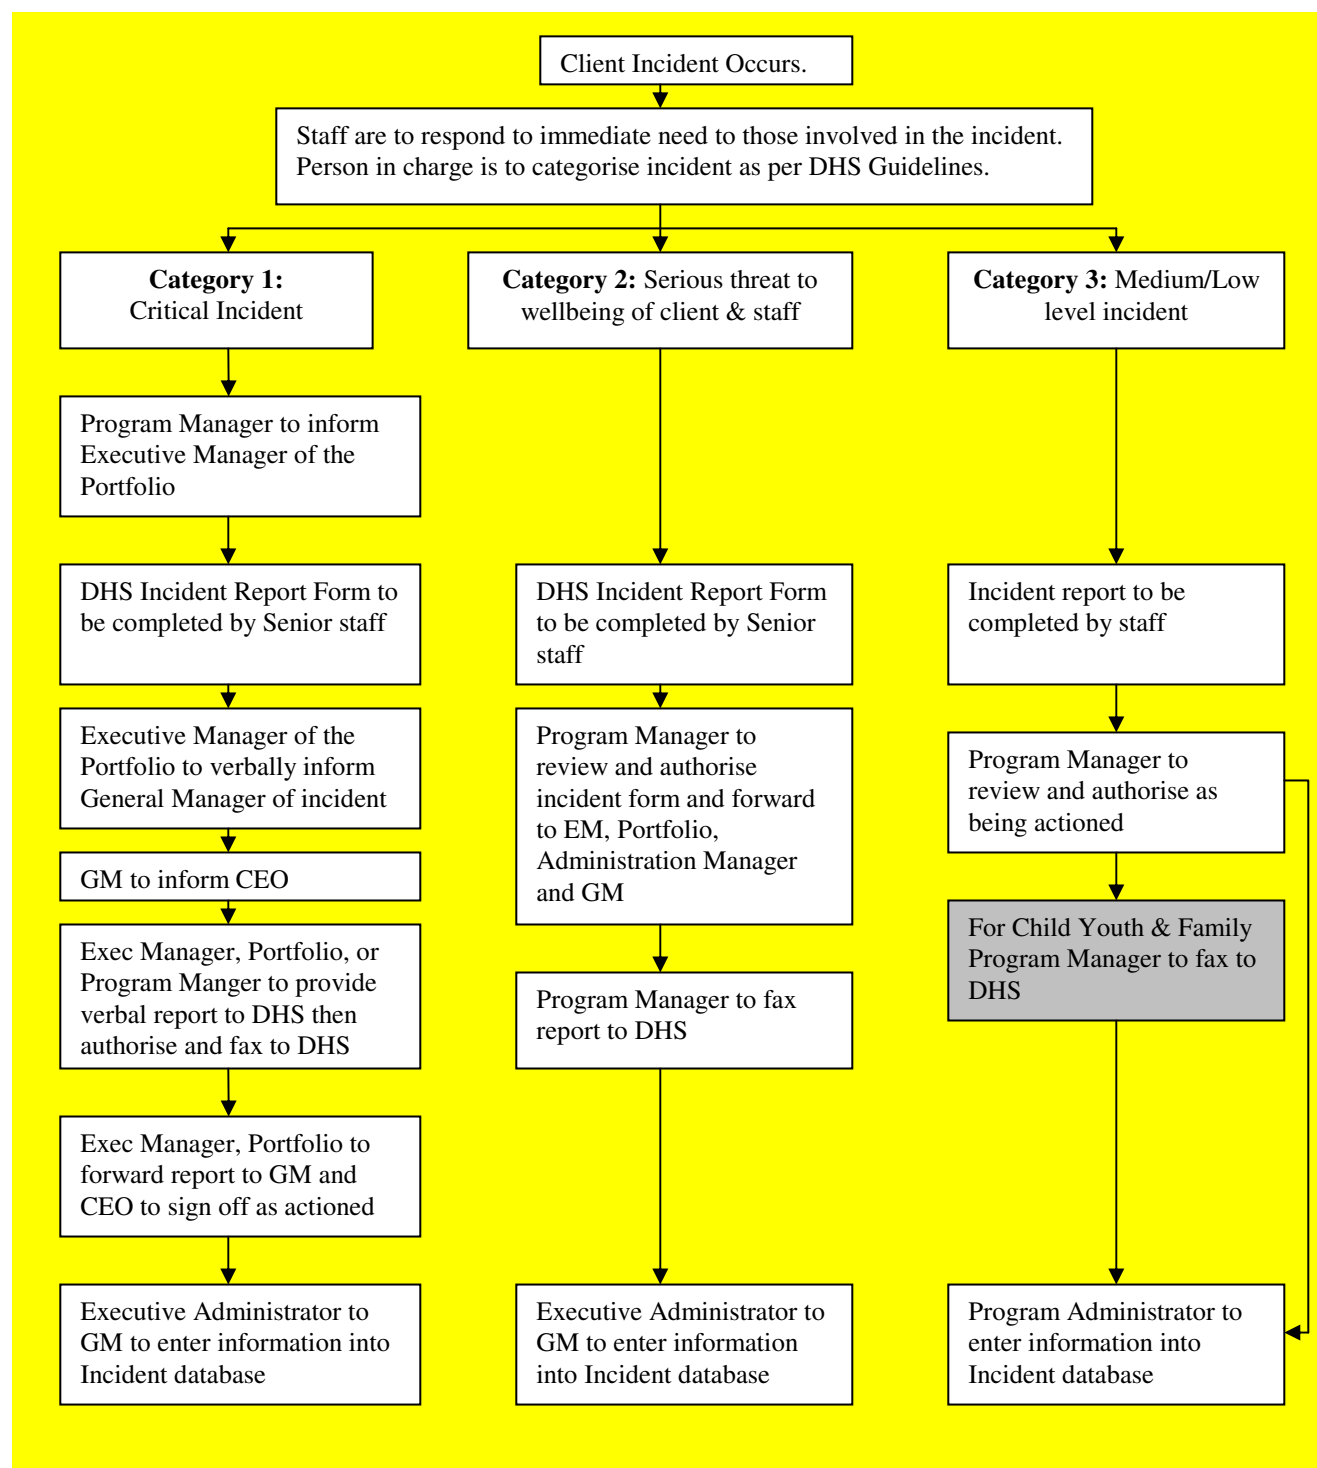 Client Incident Occurs.
Staff are to respond to immediate need to those involved in the incident.
Person in charge is to categorise incident as per DHS Guidelines.
Category 1:
Critical Incident
Program Manager to inform
Executive Manager of the
Portfolio
DHS Incident Report Form to
be completed by Senior staff
Executive Manager of the
Portfolio to verbally inform
General Manager of incident
GM to inform CEO
Exec Manager, Portfolio, or
Program Manger to provide
verbal report to DHS then
authorise and fax to DHS
Exec Manager, Portfolio to
forward report to GM and
CEO to sign off as actioned
Executive Administrator to
GM to enter information into
Incident database
Category 2: Serious threat to
wellbeing of client & staff
DHS Incident Report Form
to be completed by Senior
staff
Program Manager to
review and authorise
incident form and forward
to EM, Portfolio,
Administration Manager
and GM
Program Manager to fax
report to DHS
Executive Administrator to
GM to enter information
into Incident database
Category 3: Medium/Low
level incident
Incident report to be
completed by staff
Program Manager to
review and authorise as
being actioned
For Child Youth & Family
Program Manager to fax to
DHS
Program Administrator to
enter information into
Incident database